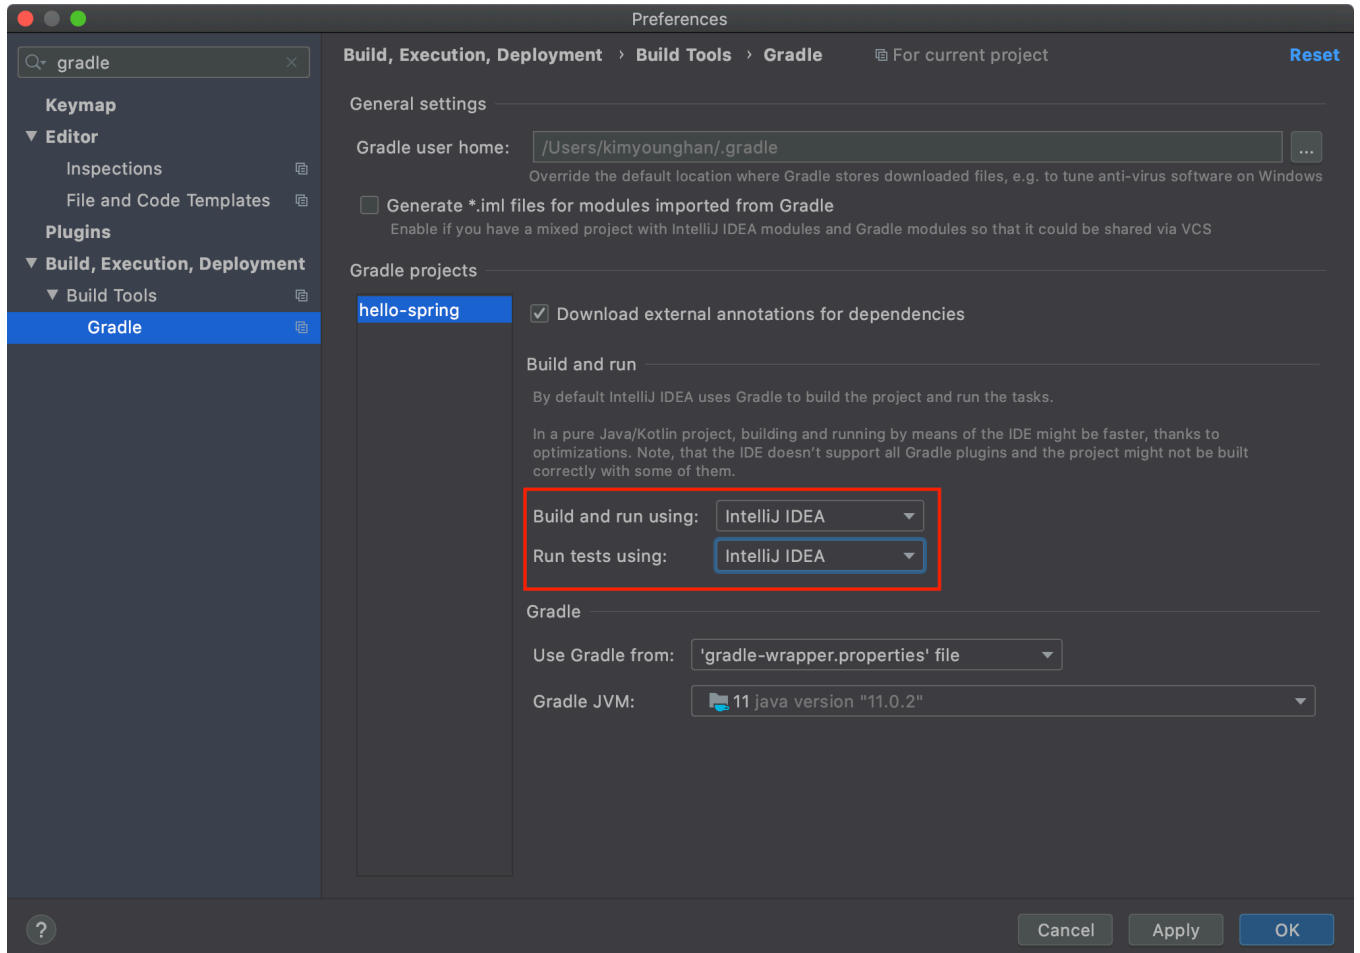 Preferences
gradle
Keymap
Editor
Inspections
File and Code Templates
Plugins
Build, Execution, Deployment
Build Tools
Gradle
Build, Execution, Deployment › Build Tools › Gradle For current project Reset
General settings
Gradle user home: /Users/kimyounghan/.gradle ...
Override the default location where Gradle stores downloaded files, e.g. to tune anti-virus software on Windows
Generate *.iml files for modules imported from Gradle
Enable if you have a mixed project with IntelliJ IDEA modules and Gradle modules so that it could be shared via VCS
Gradle projects
hello-spring
Download external annotations for dependencies
Build and run
By default IntelliJ IDEA uses Gradle to build the project and run the tasks.
In a pure Java/Kotlin project, building and running by means of the IDE might be faster, thanks to
optimizations. Note, that the IDE doesn't support all Gradle plugins and the project might not be built
correctly with some of them.
Build and run using: IntelliJ IDEA
Run tests using: IntelliJ IDEA
Gradle
Use Gradle from: 'gradle-wrapper.properties' file
Gradle JVM: 11 java version "11.0.2"
? Cancel Apply OK